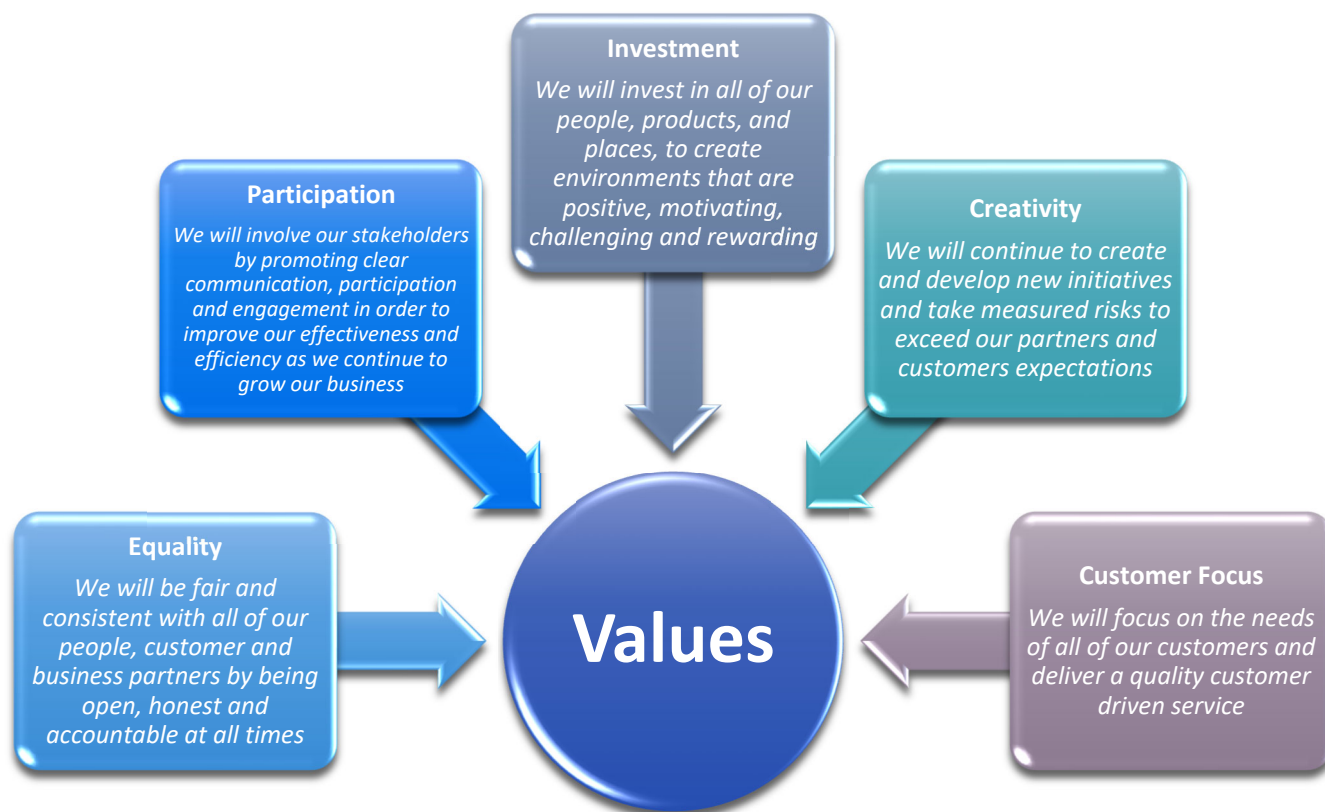 Investment
We will invest in all of our
people, products, and
places, to create
environments that are
positive, motivating,
challenging and rewarding
Participation
We will involve our stakeholders
by promoting clear
communication, participation
and engagement in order to
improve our effectiveness and
efficiency as we continue to
grow our business
Creativity
We will continue to create
and develop new initiatives
and take measured risks to
exceed our partners and
customers expectations
Equality
We will be fair and
consistent with all of our
people, customer and
business partners by being
open, honest and
accountable at all times
Values
Customer Focus
We will focus on the needs
of all of our customers and
deliver a quality customer
driven service